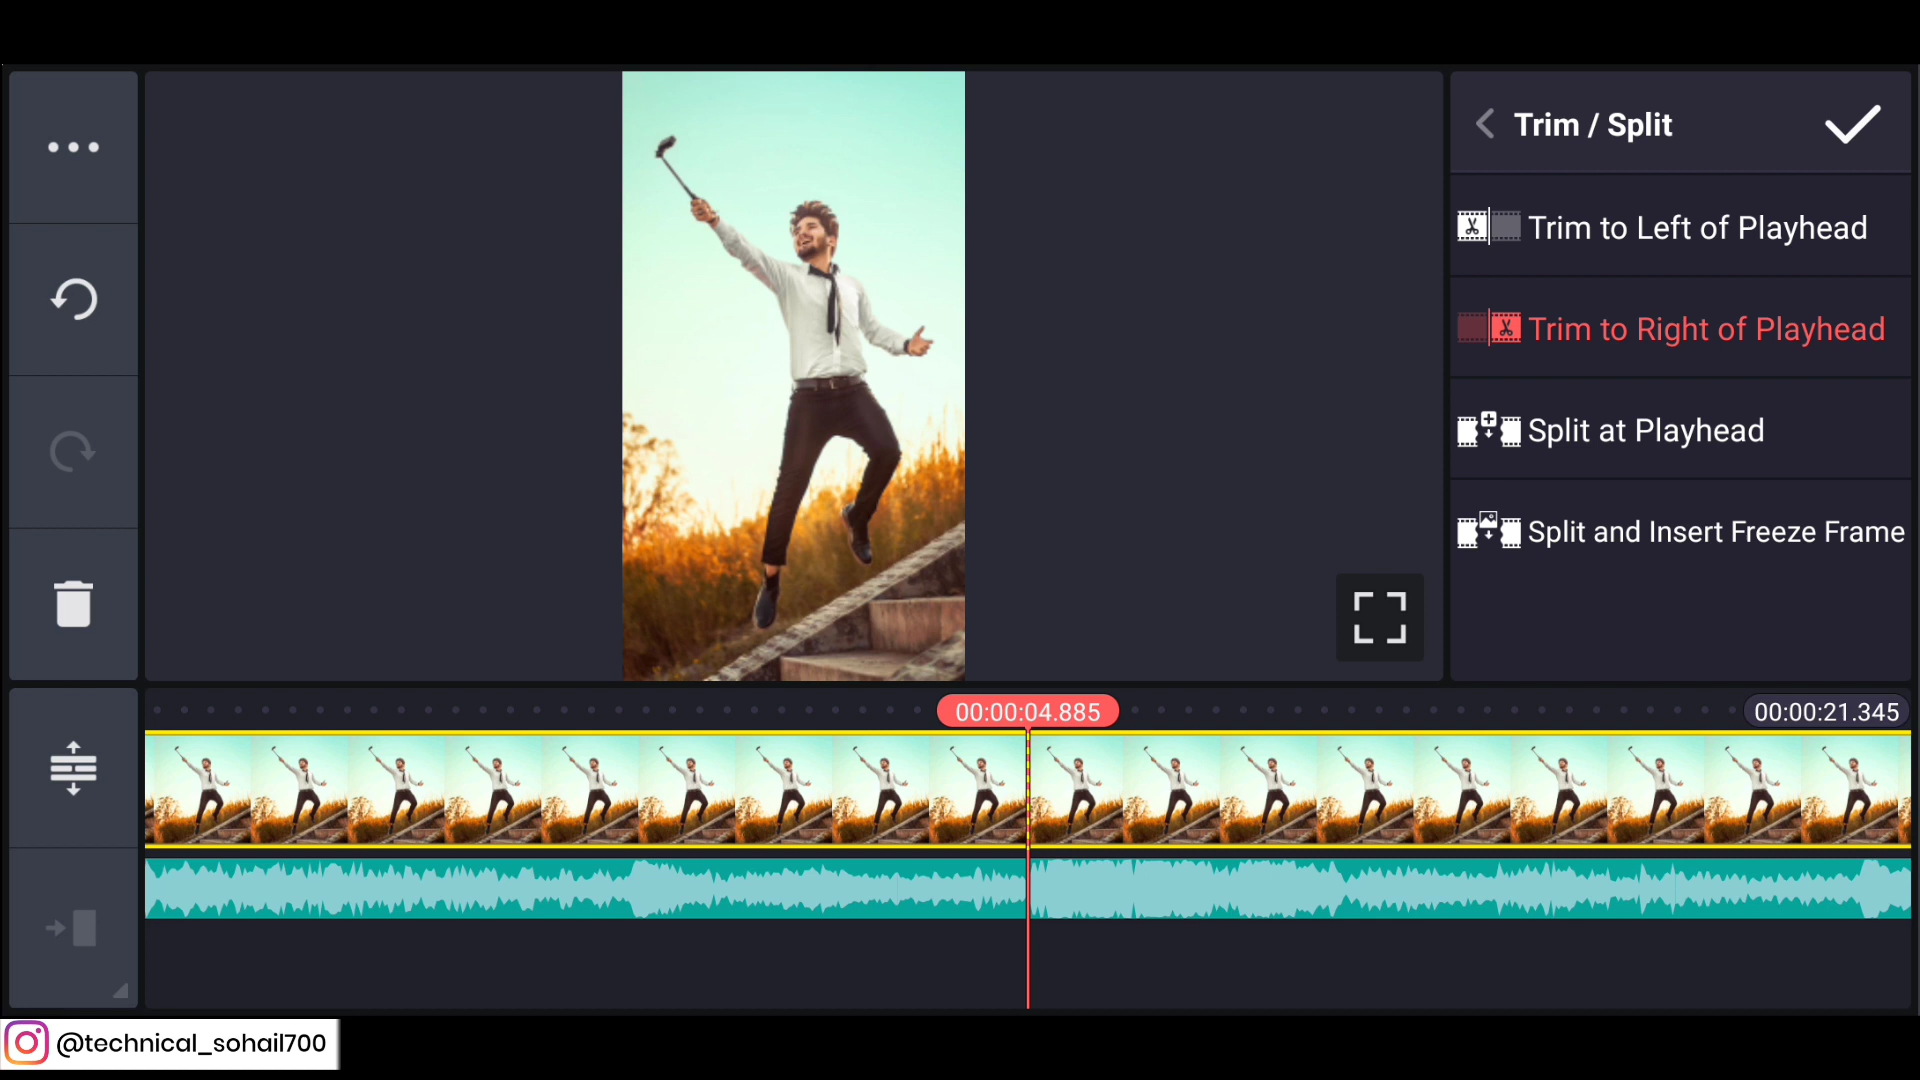 Trim / Split
Trim to Left of Playhead
Trim to Right of Playhead
Split at Playhead
Split and Insert Freeze Frame
00:00:04.885
00:00:21.345
@technical_sohail700